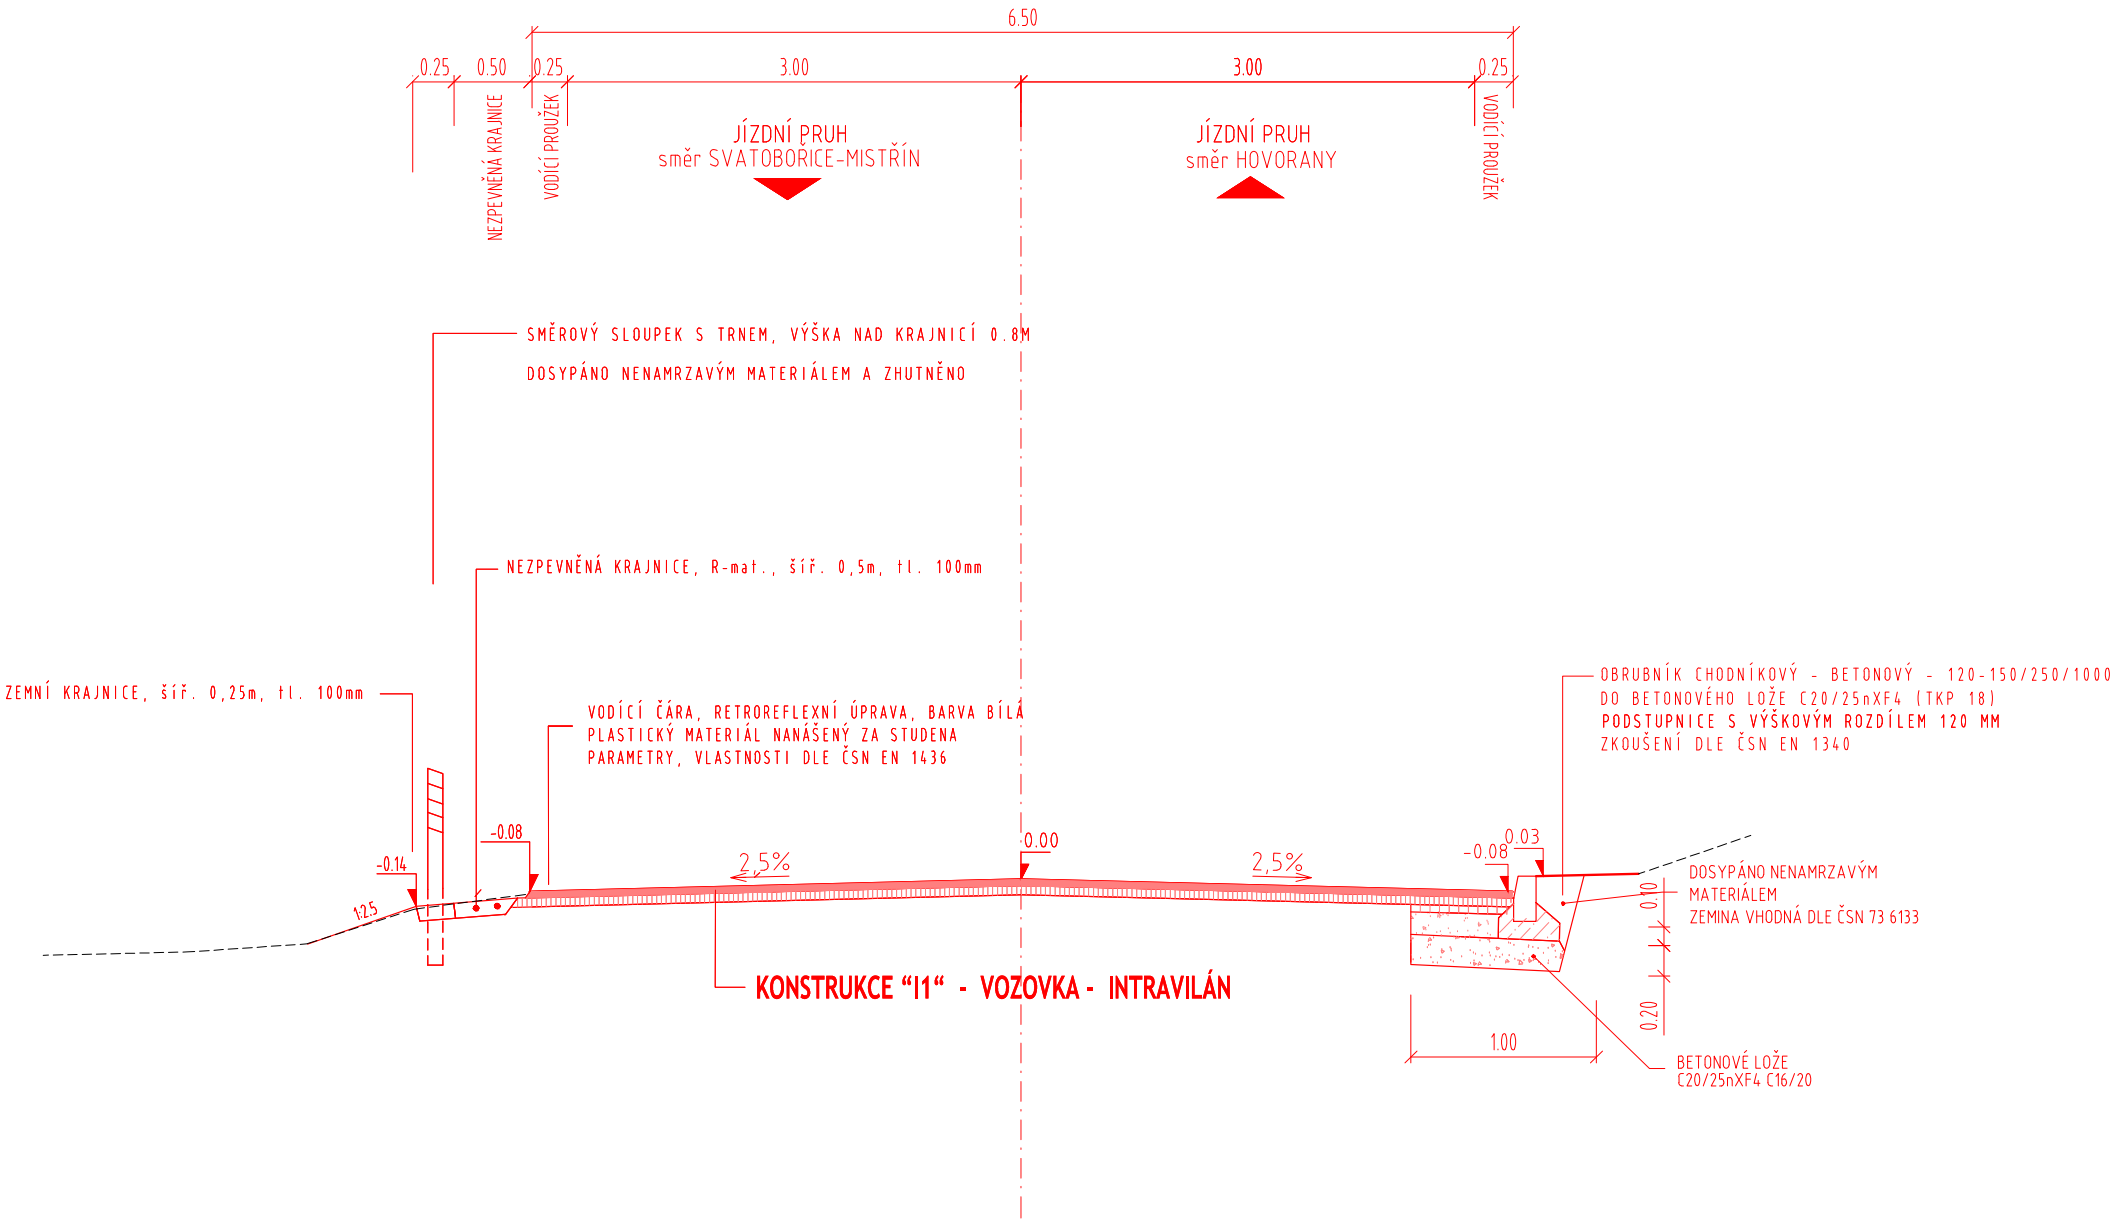 6.50
0.25
0.50
0.25
3.00
3.00
0.25
NEZPEVNĚNÁ KRAJNICE
VODÍCÍ PROUŽEK
JÍZDNÍ PRUH
směr SVATOBOŘICE-MISTŘÍN
JÍZDNÍ PRUH
směr HOVORANY
VODÍCÍ PROUŽEK
SMĚROVÝ SLOUPEK S TRNEM, VÝŠKA NAD KRAJNICÍ 0.8M
DOSYPÁNO NENAMRZAVÝM MATERIÁLEM A ZHUTNĚNO
NEZPEVNĚNÁ KRAJNICE, R-mat., šíř. 0,5m, tl. 100mm
ZEMNÍ KRAJNICE, šíř. 0,25m, tl. 100mm
VODÍCÍ ČÁRA, RETROREFLEXNÍ ÚPRAVA, BARVA BÍLÁ
PLASTICKÝ MATERIÁL NANÁŠENÝ ZA STUDENA
PARAMETRY, VLASTNOSTI DLE ČSN EN 1436
OBRUBNÍK CHODNÍKOVÝ - BETONOVÝ - 120-150/250/1000
DO BETONOVÉHO LOŽE C20/25nXF4 (TKP 18)
PODSTUPNICE S VÝŠKOVÝM ROZDÍLEM 120 MM
ZKOUŠENÍ DLE ČSN EN 1340
-0.14
-0.08
2,5%
0.00
2,5%
-0.08
0.03
1:2.5
DOSYPÁNO NENAMRZAVÝM
MATERIÁLEM
ZEMINA VHODNÁ DLE ČSN 73 6133
0.10
0.20
KONSTRUKCE “I1“ - VOZOVKA - INTRAVILÁN
1.00
BETONOVÉ LOŽE
C20/25nXF4 C16/20